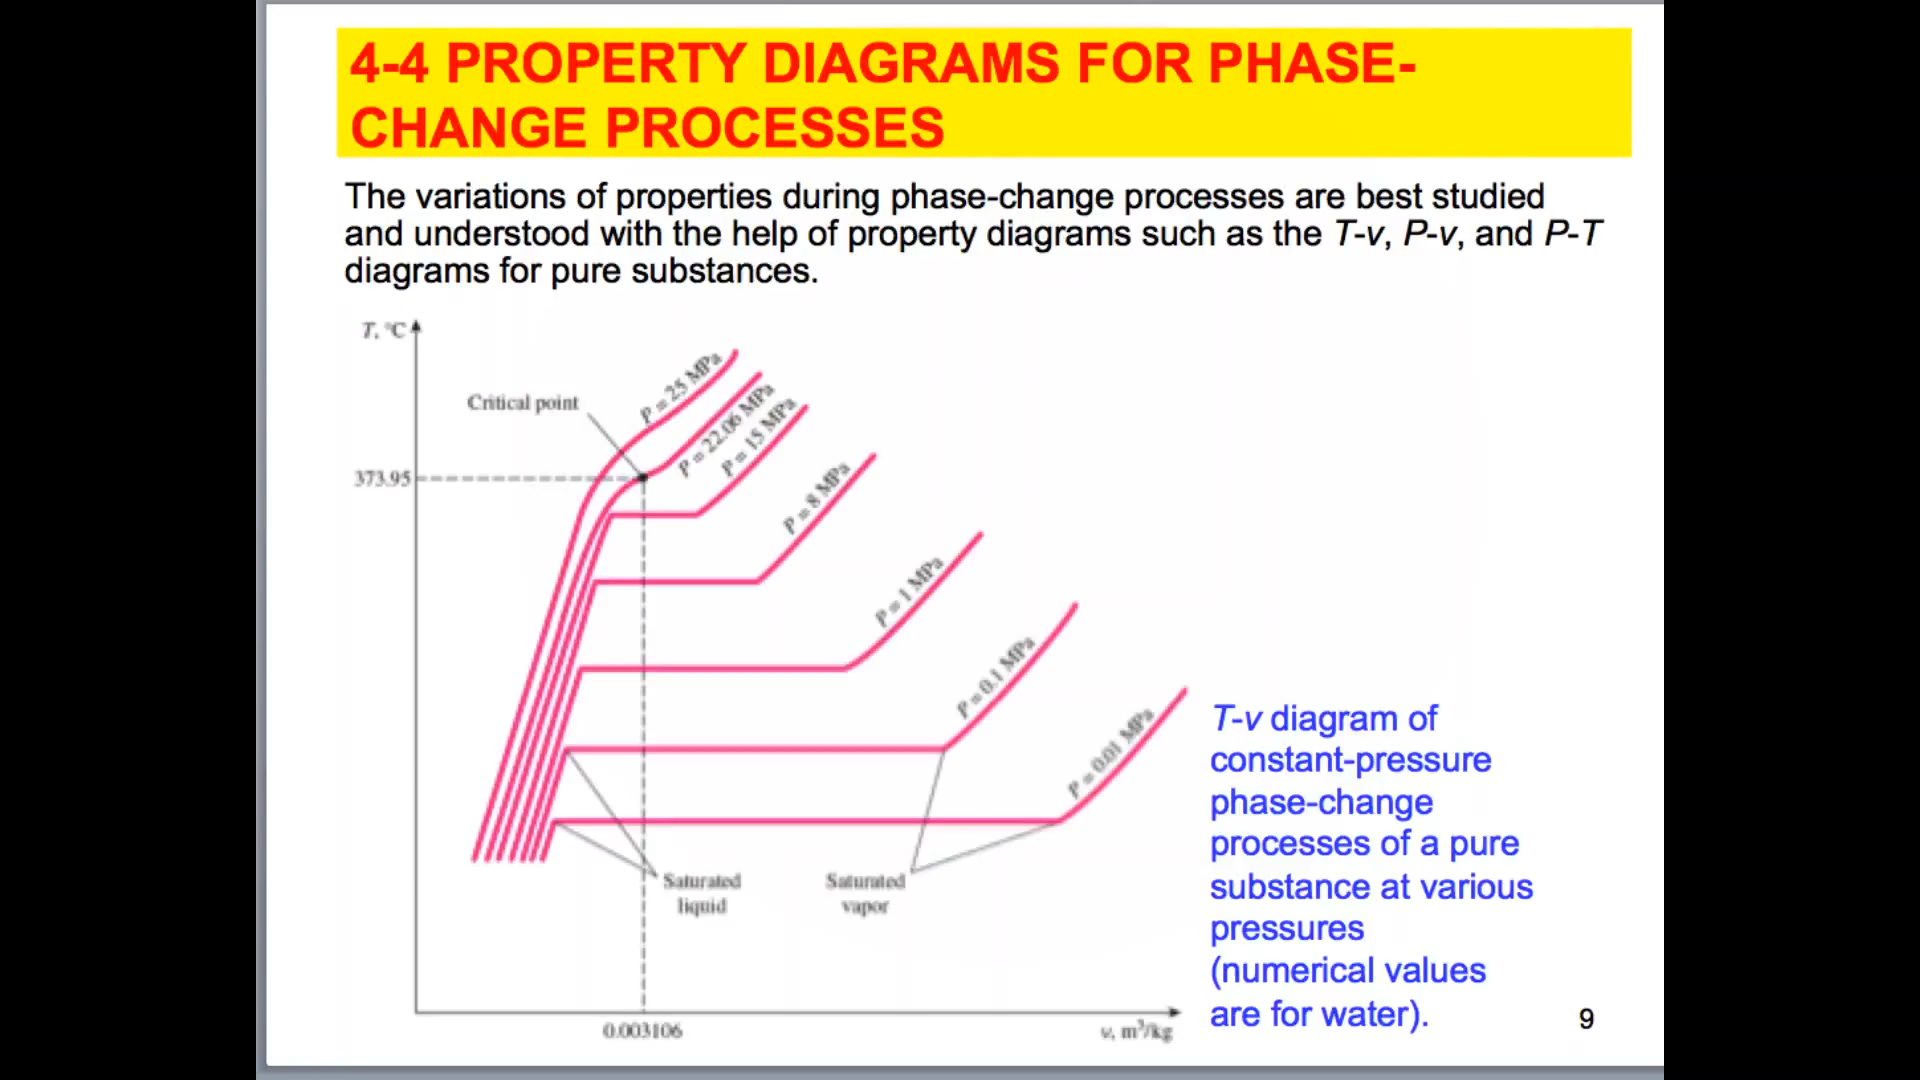 4-4 PROPERTY DIAGRAMS FOR PHASE-
CHANGE PROCESSES
The variations of properties during phase-change processes are best studied
and understood with the help of property diagrams such as the T-v, P-v, and P-T
diagrams for pure substances.
T, °C
Critical point
373.95
P = 25 MPa
P = 22.06 MPa
P = 15 MPa
P = 8 MPa
P = 1 MPa
P = 0.1 MPa
P = 0.01 MPa
Saturated
liquid
Saturated
vapor
0.003106
v, m³/kg
T-v diagram of
constant-pressure
phase-change
processes of a pure
substance at various
pressures
(numerical values
are for water).
9